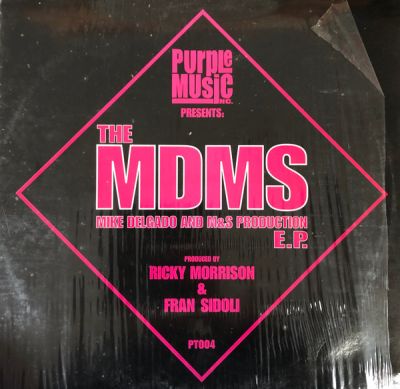 Purple
Music
INC.
PRESENTS:
THE
MDMS
MIKE DELGADO AND M&S PRODUCTION
E.P.
PRODUCED BY
RICKY MORRISON
&
FRAN SIDOLI
PT004